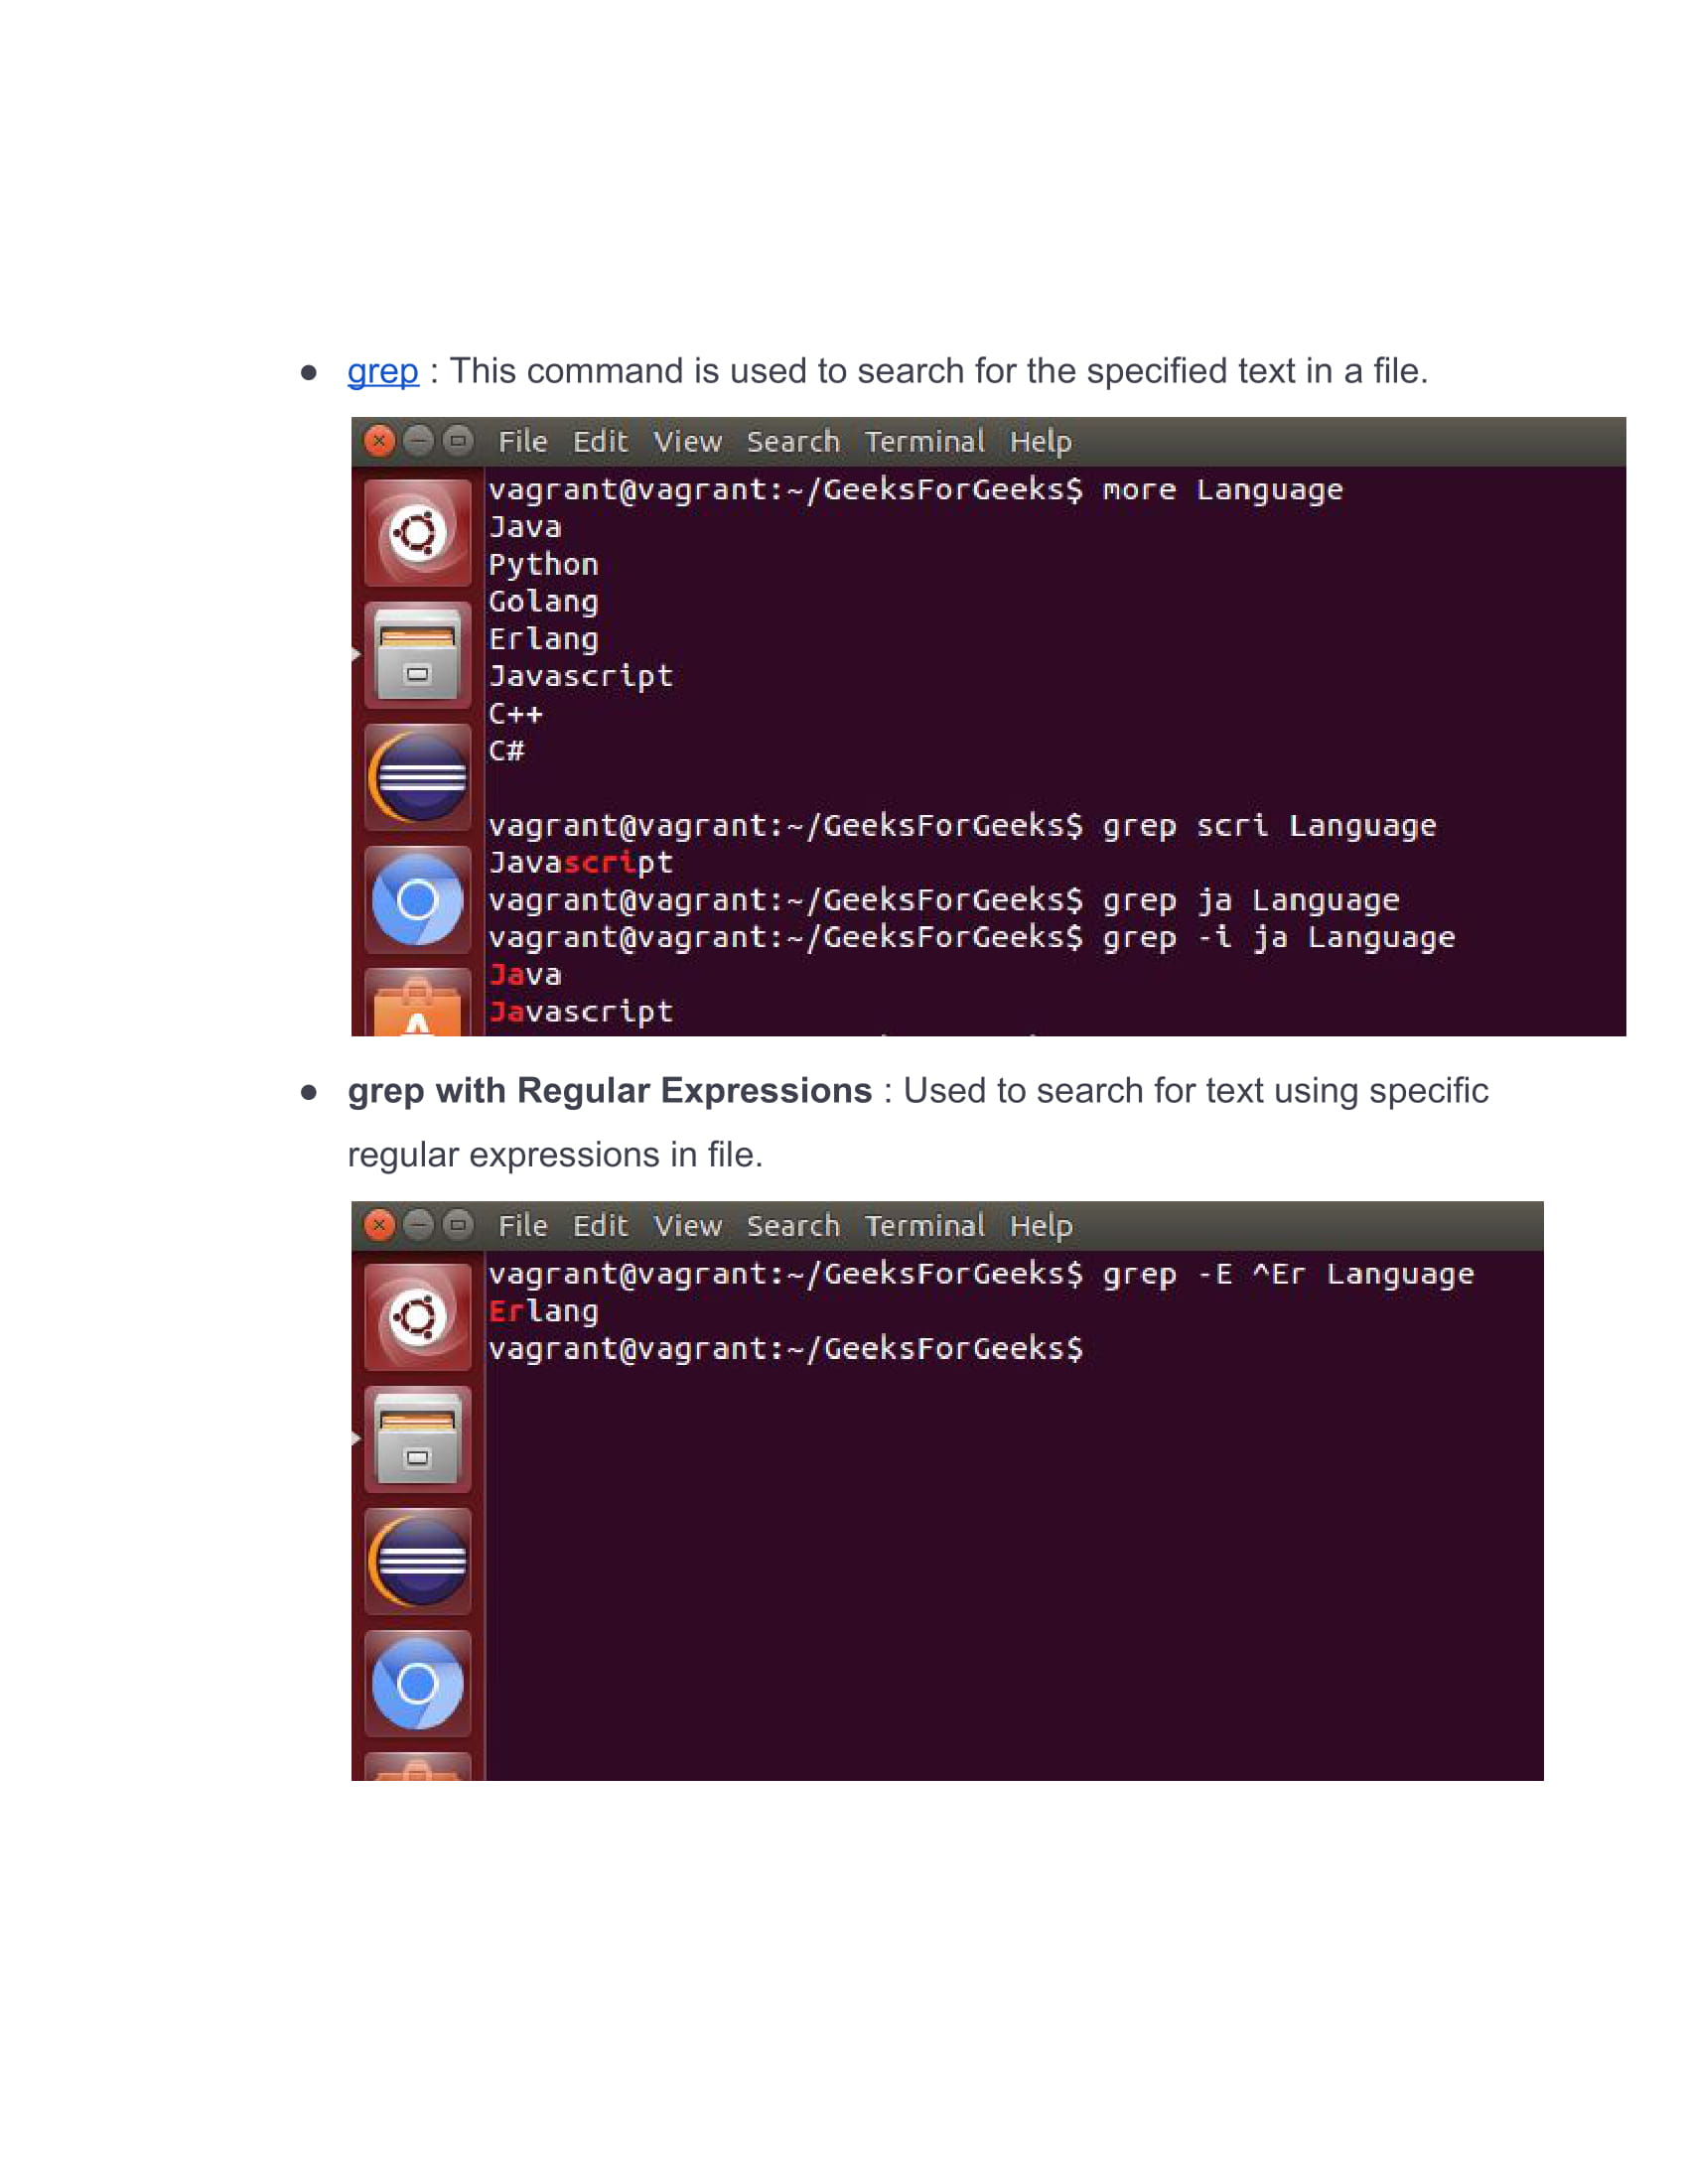 ● grep : This command is used to search for the specified text in a file.
File Edit View Search Terminal Help
vagrant@vagrant:~/GeeksForGeeks$ more Language
Java
Python
Golang
Erlang
Javascript
C++
C#
vagrant@vagrant:~/GeeksForGeeks$ grep scri Language
Javascript
vagrant@vagrant:~/GeeksForGeeks$ grep ja Language
vagrant@vagrant:~/GeeksForGeeks$ grep -i ja Language
Java
Javascript
● grep with Regular Expressions : Used to search for text using specific
regular expressions in file.
File Edit View Search Terminal Help
vagrant@vagrant:~/GeeksForGeeks$ grep -E ^Er Language
Erlang
vagrant@vagrant:~/GeeksForGeeks$